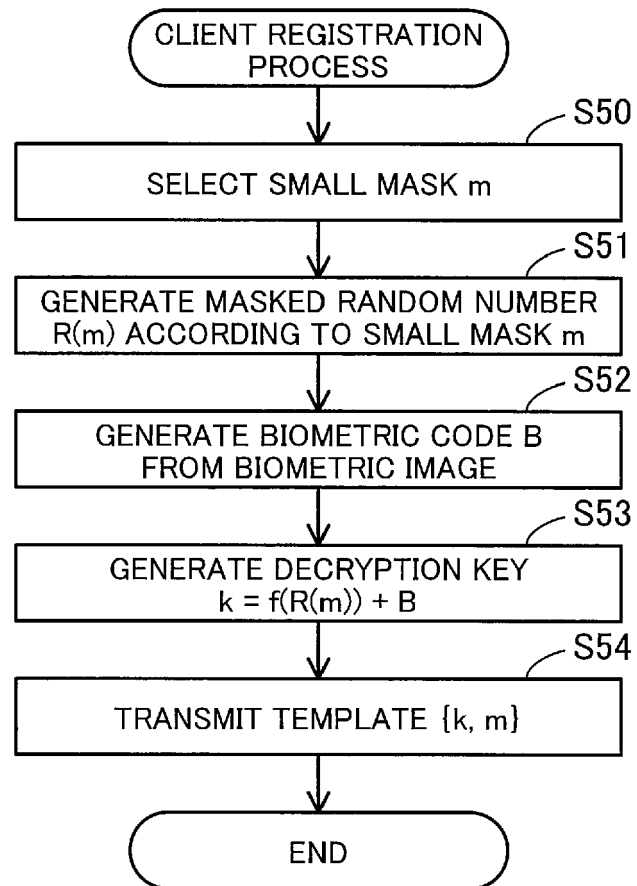 CLIENT REGISTRATION
PROCESS
S50
SELECT SMALL MASK m
S51
GENERATE MASKED RANDOM NUMBER
R(m) ACCORDING TO SMALL MASK m
S52
GENERATE BIOMETRIC CODE B
FROM BIOMETRIC IMAGE
S53
GENERATE DECRYPTION KEY
k = f(R(m)) + B
S54
TRANSMIT TEMPLATE {k, m}
END